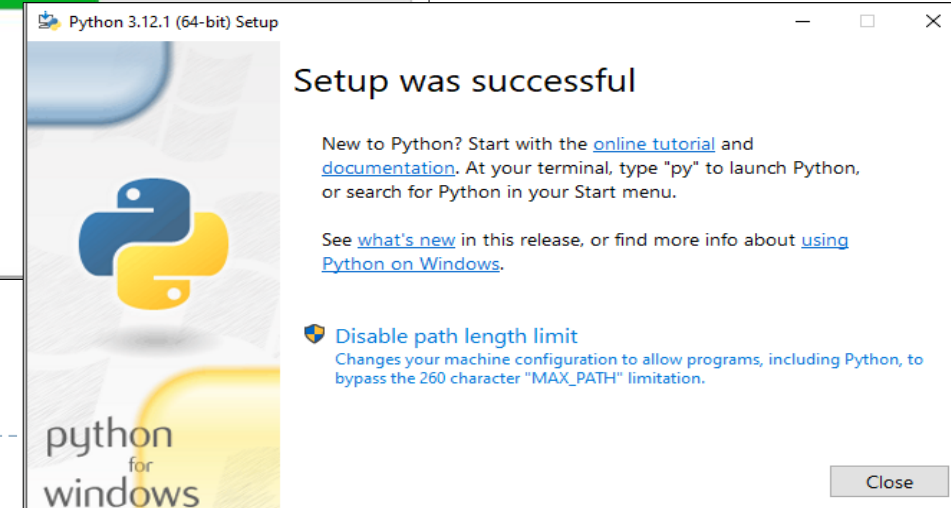 Python 3.12.1 (64-bit) Setup
Setup was successful
New to Python? Start with the online tutorial and
documentation. At your terminal, type "py" to launch Python,
or search for Python in your Start menu.
See what's new in this release, or find more info about using
Python on Windows.
Disable path length limit
Changes your machine configuration to allow programs, including Python, to
bypass the 260 character "MAX_PATH" limitation.
python
for
windows
Close